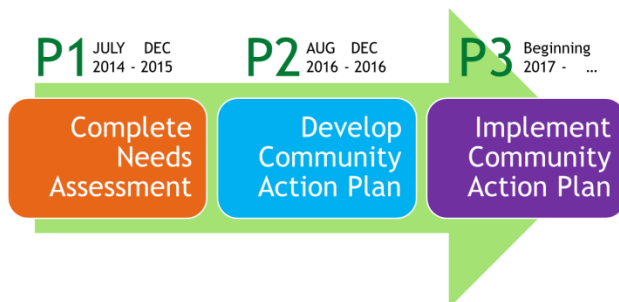 P1 JULY DEC
2014 - 2015
P2 AUG DEC
2016 - 2016
P3 Beginning
2017 - ...
Complete
Needs
Assessment
Develop
Community
Action Plan
Implement
Community
Action Plan